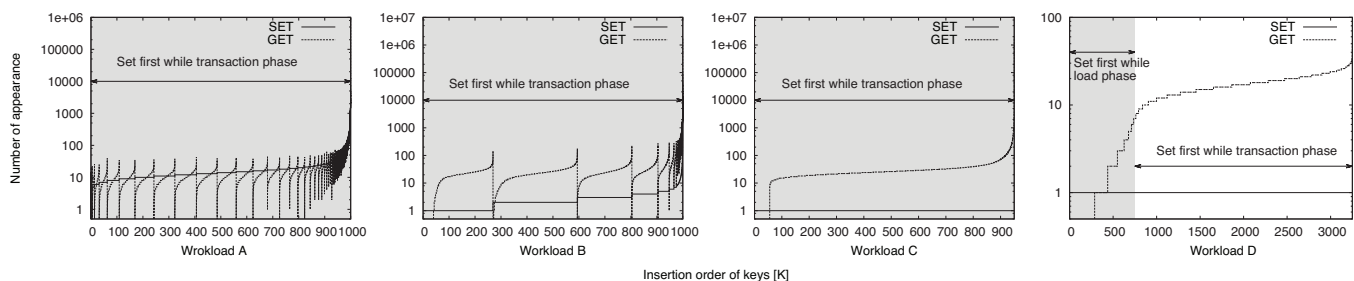 Number of appearance
1e+06
100000
10000
1000
100
10
1
SET
GET
Set first while transaction phase
0 100 200 300 400 500 600 700 800 900 1000
Wrokload A
1e+07
1e+06
100000
10000
1000
100
10
1
SET
GET
Set first while transaction phase
0 100 200 300 400 500 600 700 800 900 1000
Workload B
1e+07
1e+06
100000
10000
1000
100
10
1
SET
GET
Set first while transaction phase
0 100 200 300 400 500 600 700 800 900
Workload C
100
10
1
SET
GET
Set first while
load phase
Set first while transaction phase
0 500 1000 1500 2000 2500 3000
Workload D
Insertion order of keys [K]